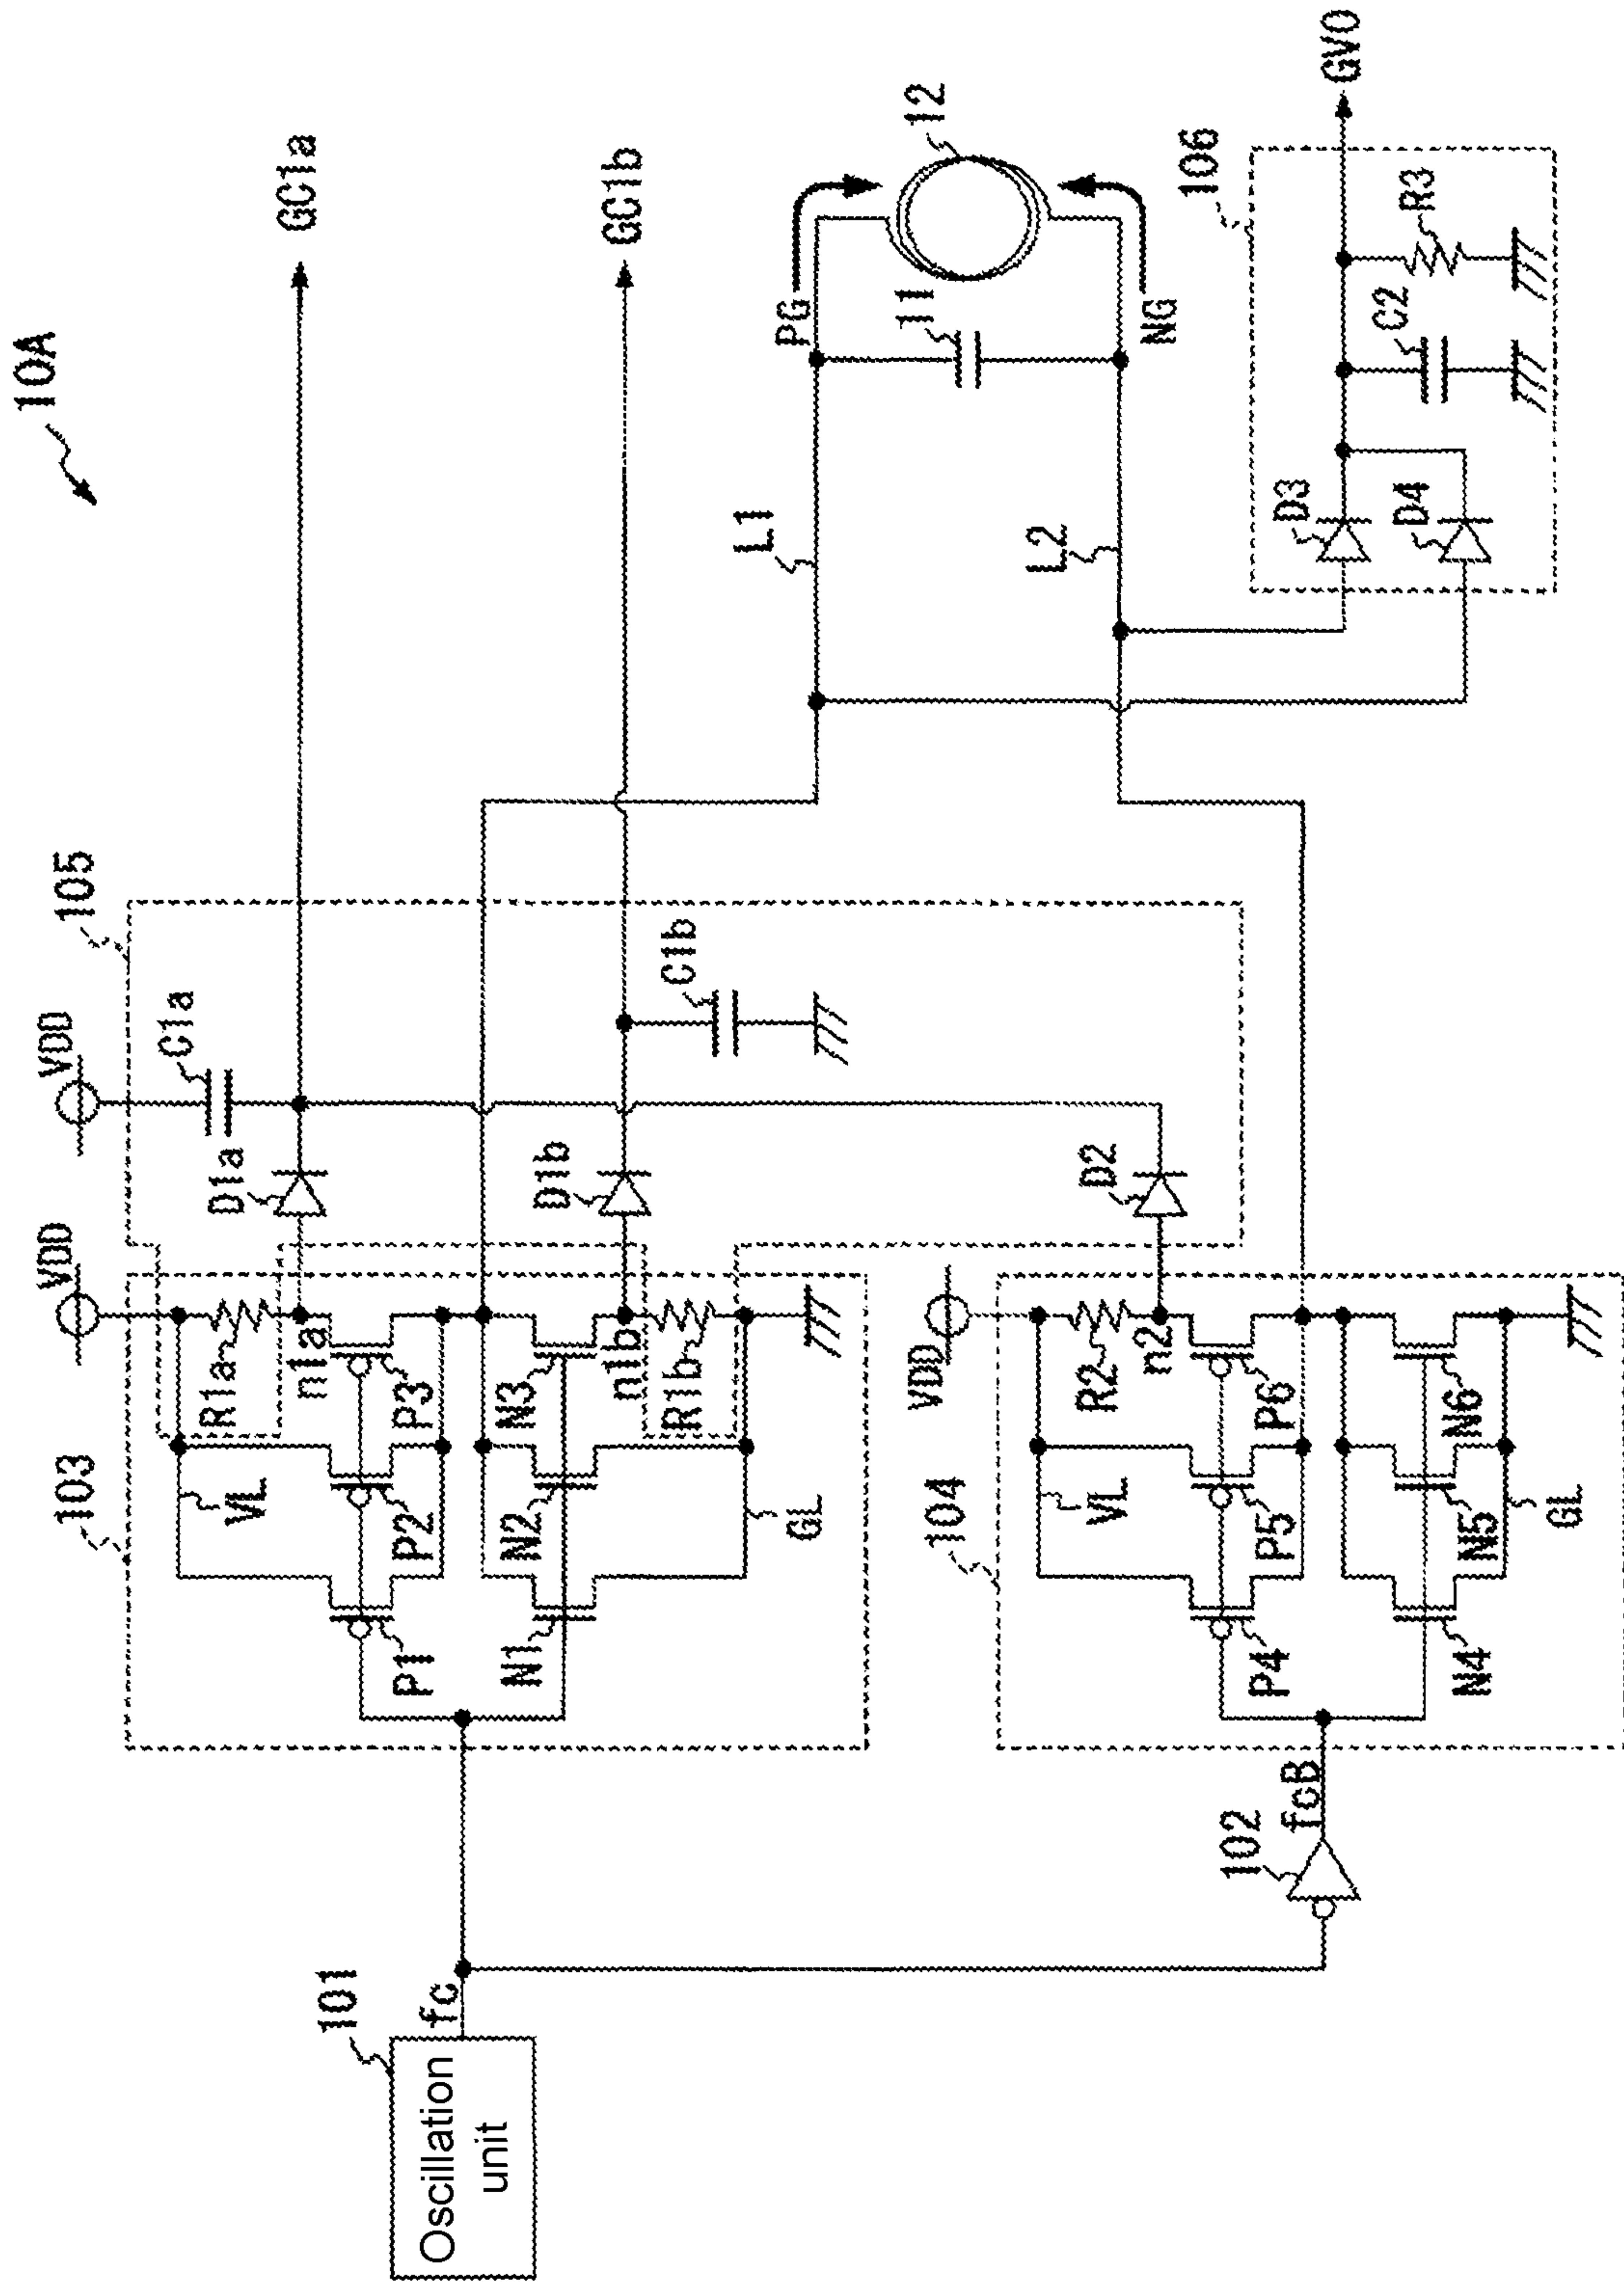 10A
VDD
VDD
C1a
105
GC1a
103
R1a
n1a
D1a
VL
P1
P2
P3
N1
N2
N3
n1b
D1b
C1b
GC1b
R1b
GL
L1
L2
PG
NG
11
12
101
Oscillation
unit
fc
102
fcB
104
VDD
R2
n2
D2
VL
P4
P5
P6
N4
N5
N6
GL
106
D3
D4
C2
R3
GVO